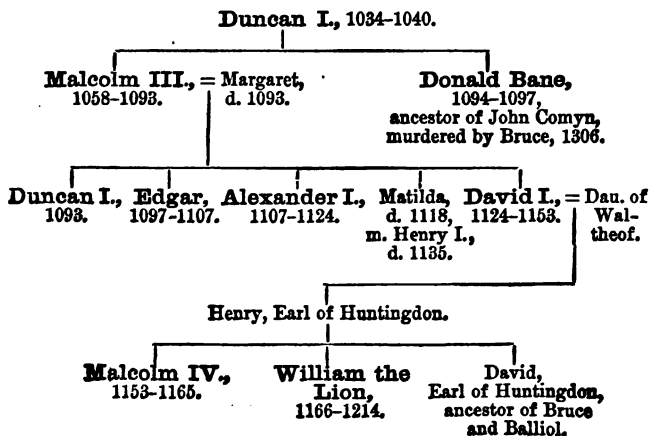 Duncan I., 1034–1040.
Malcolm III., = Margaret,
1058–1093. d. 1093.
Donald Bane,
1094–1097,
ancestor of John Comyn,
murdered by Bruce, 1306.
Duncan I.,
1093.
Edgar,
1097–1107.
Alexander I.,
1107–1124.
Matilda,
d. 1118,
m. Henry I.,
d. 1135.
David I., = Dau. of
1124–1153. Wal-
theof.
Henry, Earl of Huntingdon.
Malcolm IV.,
1153–1165.
William the
Lion,
1166–1214.
David,
Earl of Huntingdon,
ancestor of Bruce
and Balliol.